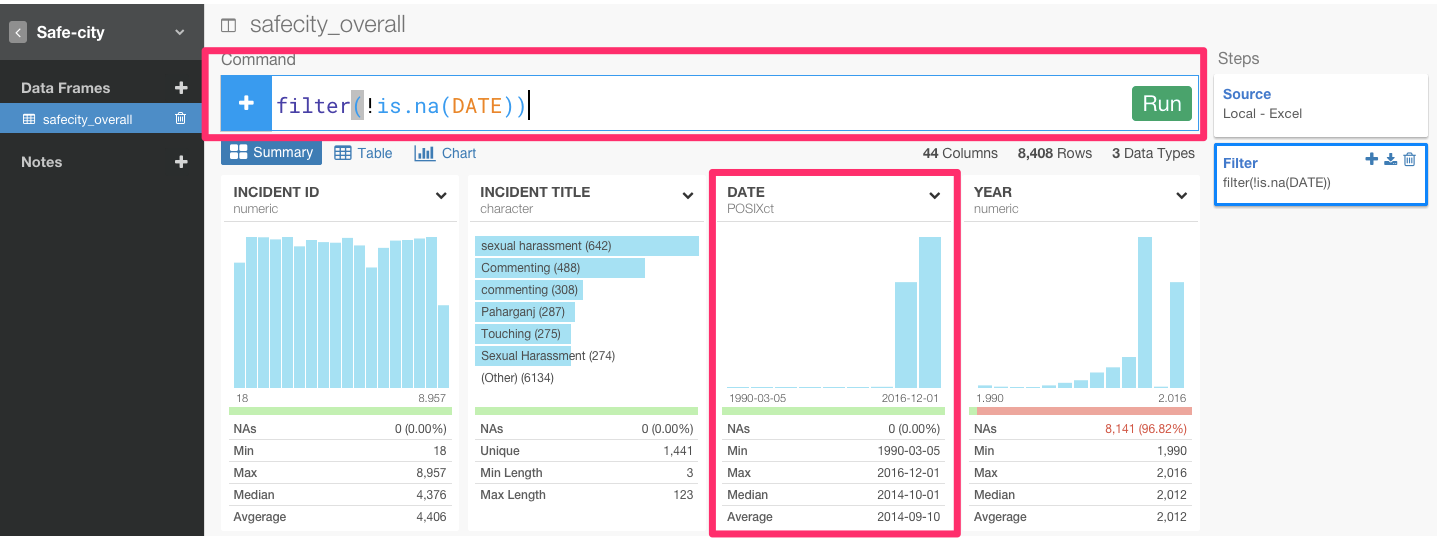 Safe-city
Data Frames
safecity_overall
Notes
safecity_overall
Command
filter(!is.na(DATE))
Run
Summary Table Chart 44 Columns 8,408 Rows 3 Data Types
INCIDENT ID
numeric
18 8.957
NAs 0 (0.00%)
Min 18
Max 8,957
Median 4,376
Avgerage 4,406
INCIDENT TITLE
character
sexual harassment (642)
Commenting (488)
commenting (308)
Paharganj (287)
Touching (275)
Sexual Harassment (274)
(Other) (6134)
NAs 0 (0.00%)
Unique 1,441
Min Length 3
Max Length 123
DATE
POSIXct
1990-03-05 2016-12-01
NAs 0 (0.00%)
Min 1990-03-05
Max 2016-12-01
Median 2014-10-01
Average 2014-09-10
YEAR
numeric
1.990 2.016
NAs 8,141 (96.82%)
Min 1,990
Max 2,016
Median 2,012
Avgerage 2,012
Steps
Source
Local - Excel
Filter
filter(!is.na(DATE))